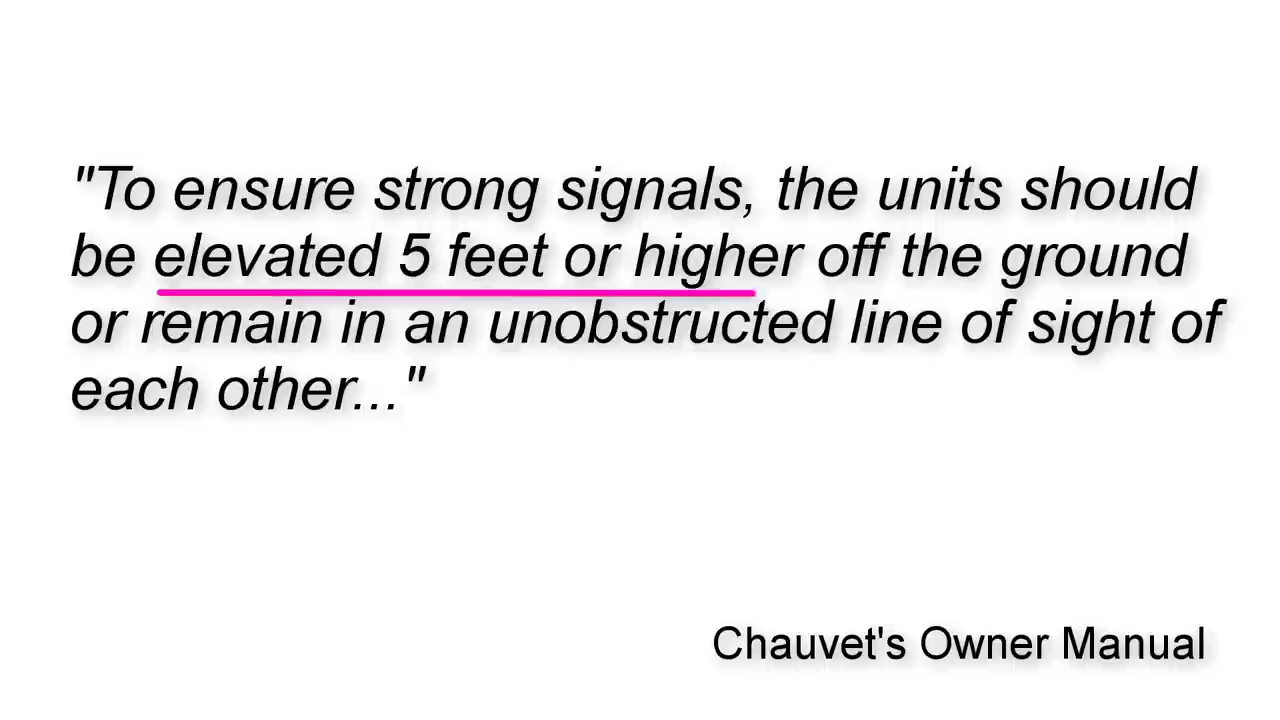 "To ensure strong signals, the units should
be elevated 5 feet or higher off the ground
or remain in an unobstructed line of sight of
each other..."
Chauvet's Owner Manual